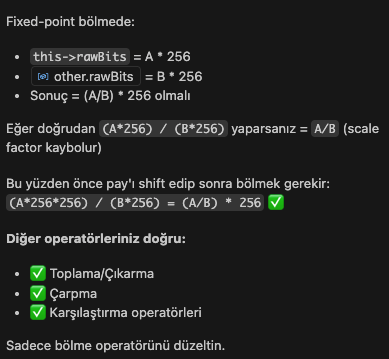 Fixed-point bölmede:
• this->rawBits = A * 256
• other.rawBits = B * 256
• Sonuç = (A/B) * 256 olmalı
Eğer doğrudan (A*256) / (B*256) yaparsanız = A/B (scale
factor kaybolur)
Bu yüzden önce pay'ı shift edip sonra bölmek gerekir:
(A*256*256) / (B*256) = (A/B) * 256 ✅
Diğer operatörleriniz doğru:
• ✅ Toplama/Çıkarma
• ✅ Çarpma
• ✅ Karşılaştırma operatörleri
Sadece bölme operatörünü düzeltin.